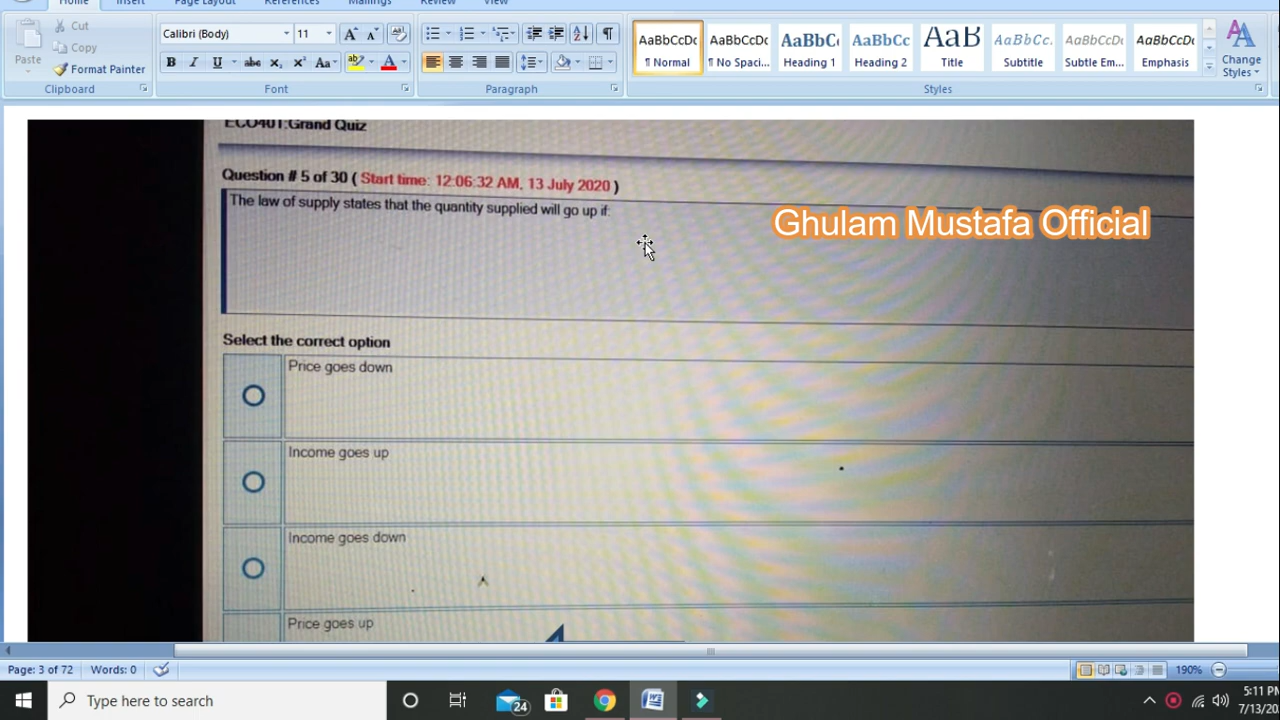 Home Insert Page Layout References Mailings Review View
Cut
Copy
Paste
Format Painter
Clipboard
Calibri (Body) 11
Font
Paragraph
AaBbCcDc AaBbCcDc AaBbC AaBbCc AaB AaBbCc. AaBbCcDt AaBbCcDt
¶ Normal ¶ No Spaci... Heading 1 Heading 2 Title Subtitle Subtle Em... Emphasis
Change
Styles
Styles
ECO401:Grand Quiz
Question # 5 of 30 ( Start time: 12:06:32 AM, 13 July 2020 )
The law of supply states that the quantity supplied will go up if:
Ghulam Mustafa Official
Select the correct option
Price goes down
Income goes up
Income goes down
Price goes up
Page: 3 of 72 Words: 0
190%
Type here to search
24
5:11 PM
7/13/20